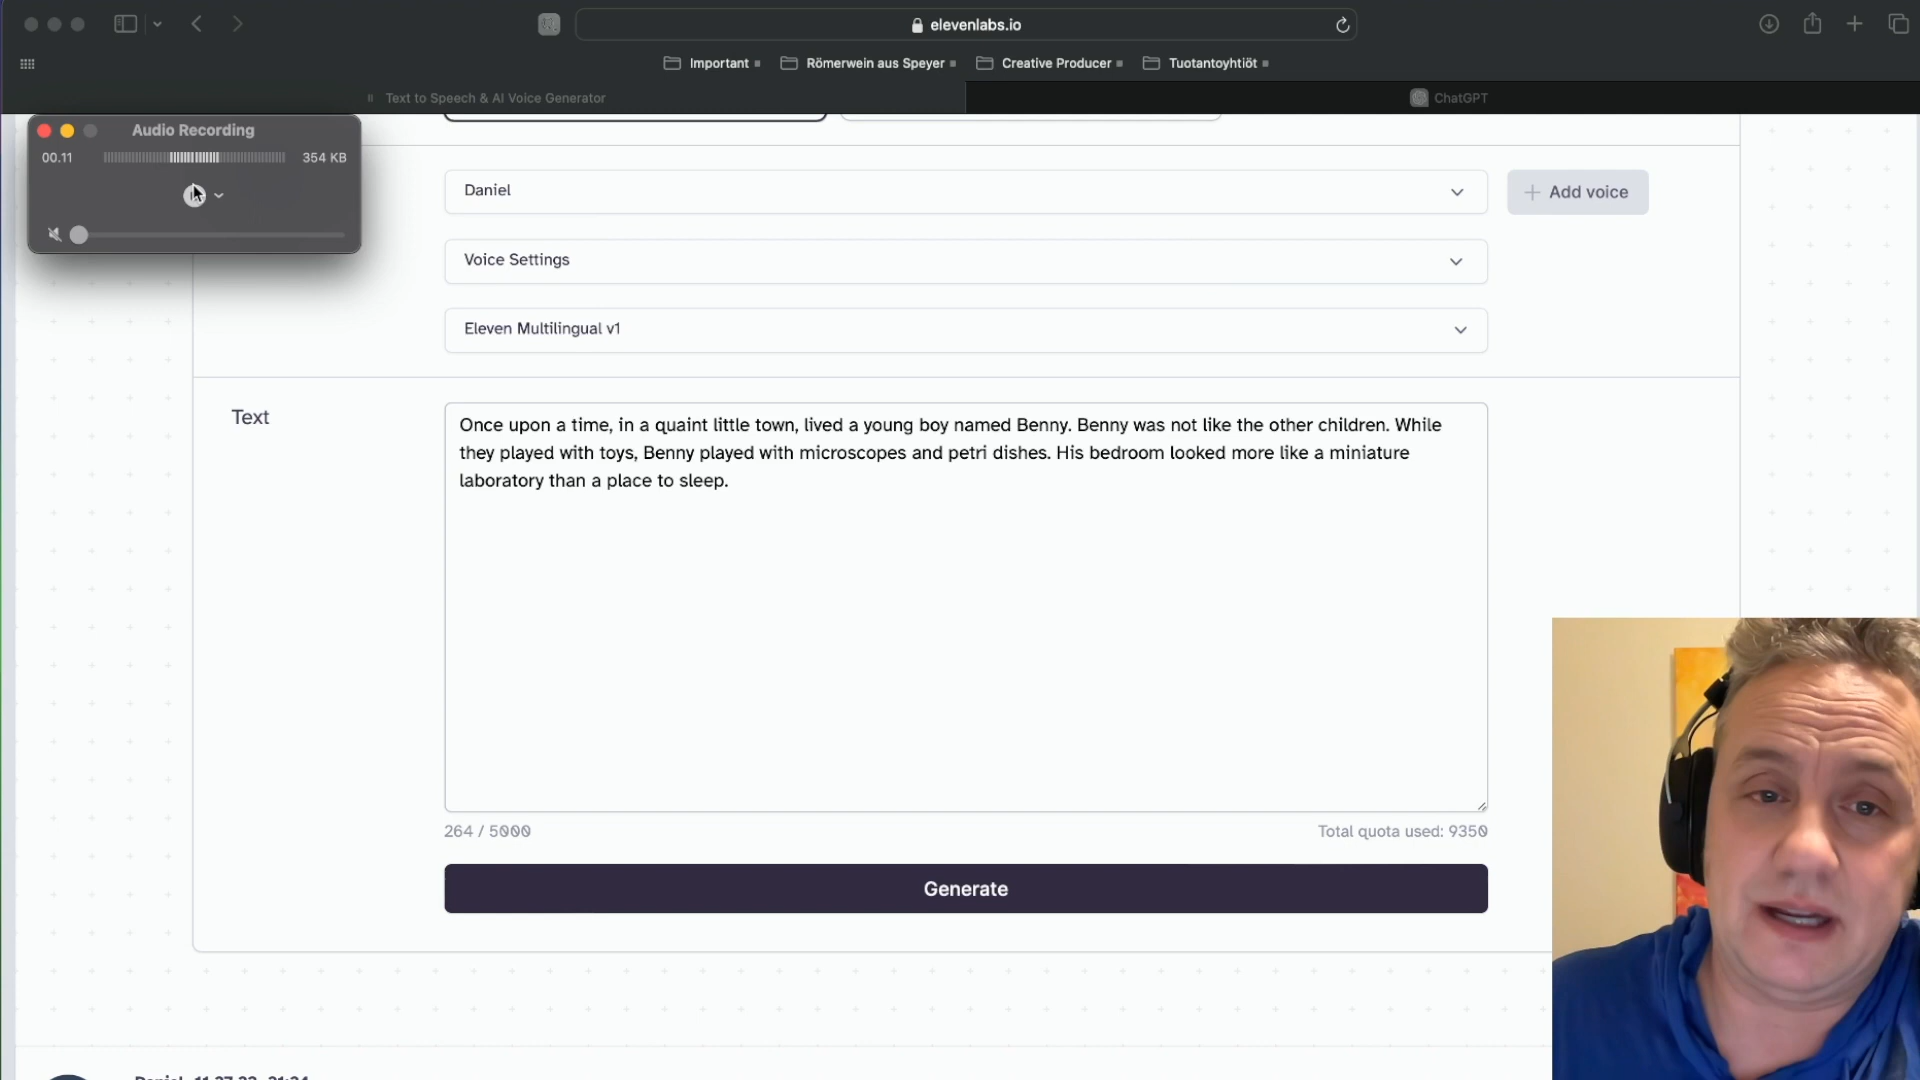 elevenlabs.io
Important
Römerwein aus Speyer
Creative Producer
Tuotantoyhtiöt
Text to Speech & AI Voice Generator
ChatGPT
Audio Recording
00.11
354 KB
Daniel
Add voice
Voice Settings
Eleven Multilingual v1
Text
Once upon a time, in a quaint little town, lived a young boy named Benny. Benny was not like the other children. While
they played with toys, Benny played with microscopes and petri dishes. His bedroom looked more like a miniature
laboratory than a place to sleep.
264 / 5000
Total quota used: 9350
Generate